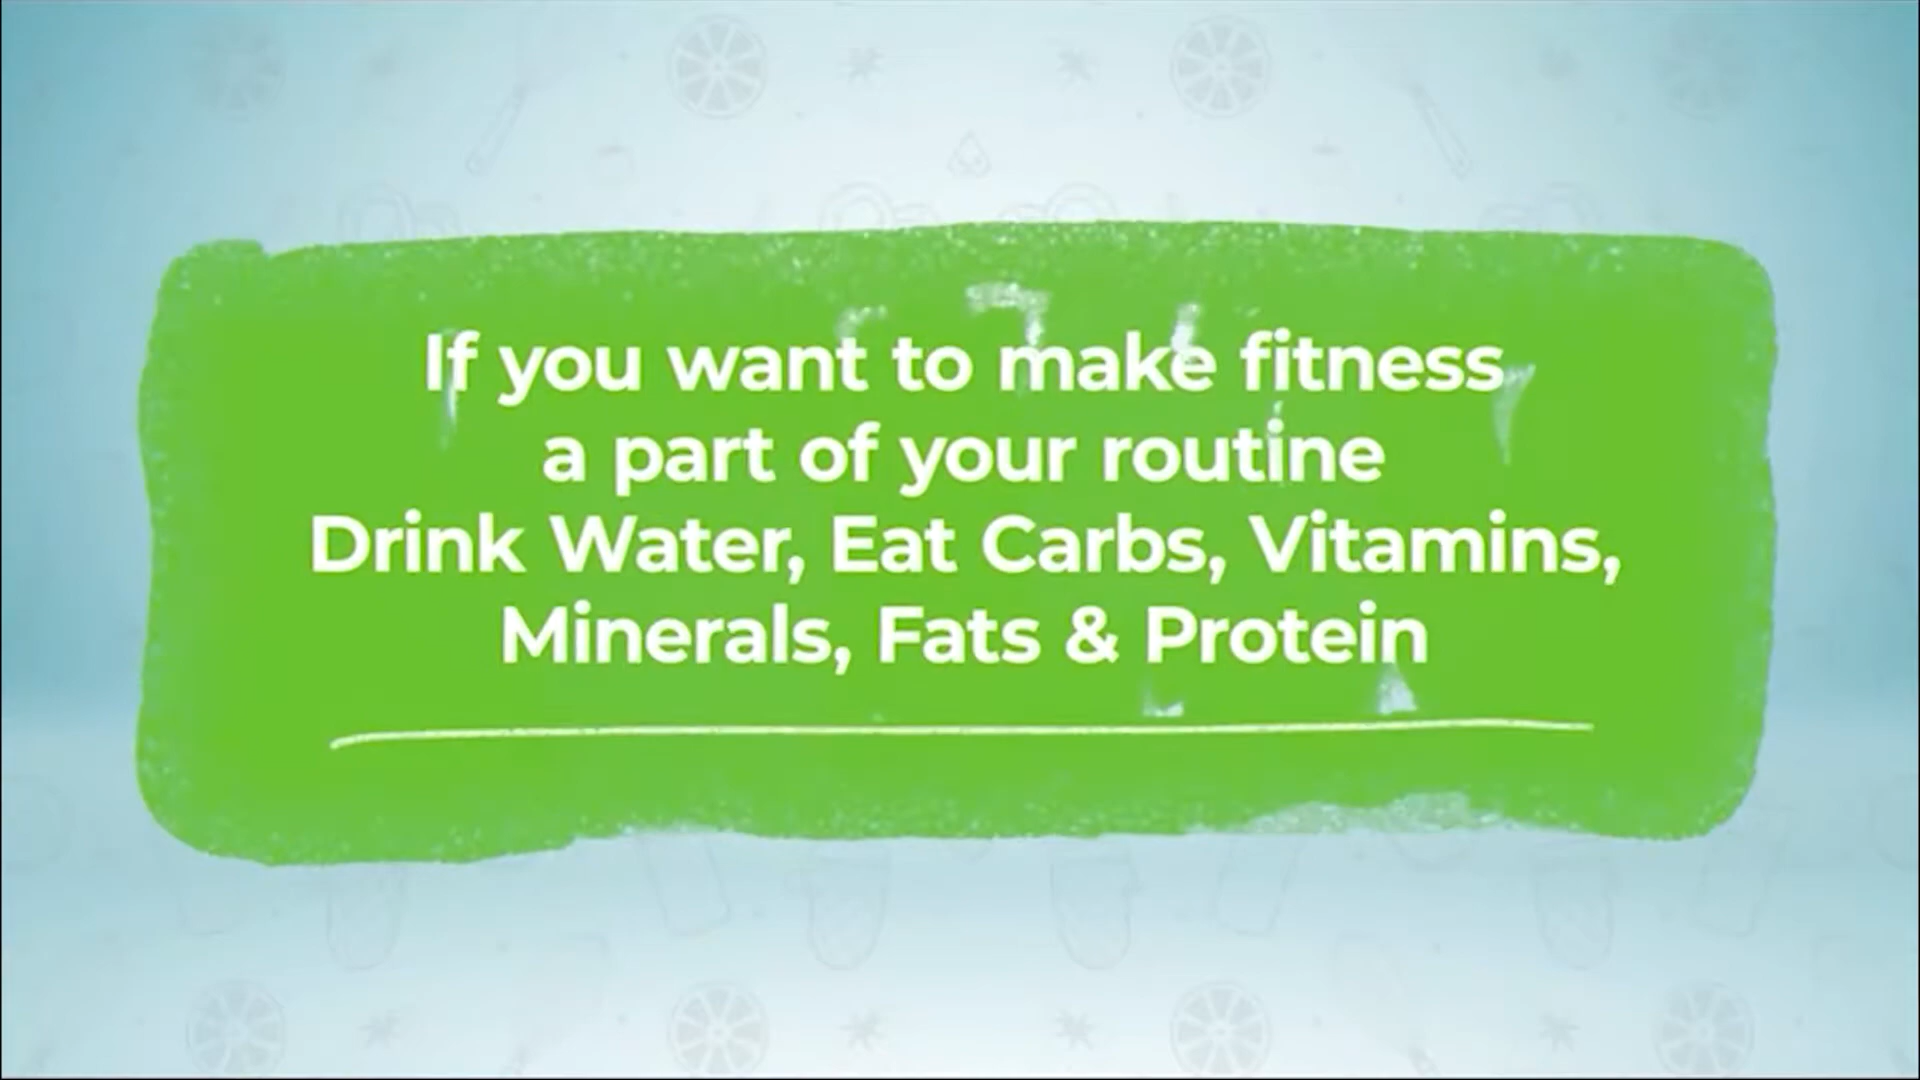 If you want to make fitness
a part of your routine
Drink Water, Eat Carbs, Vitamins,
Minerals, Fats & Protein